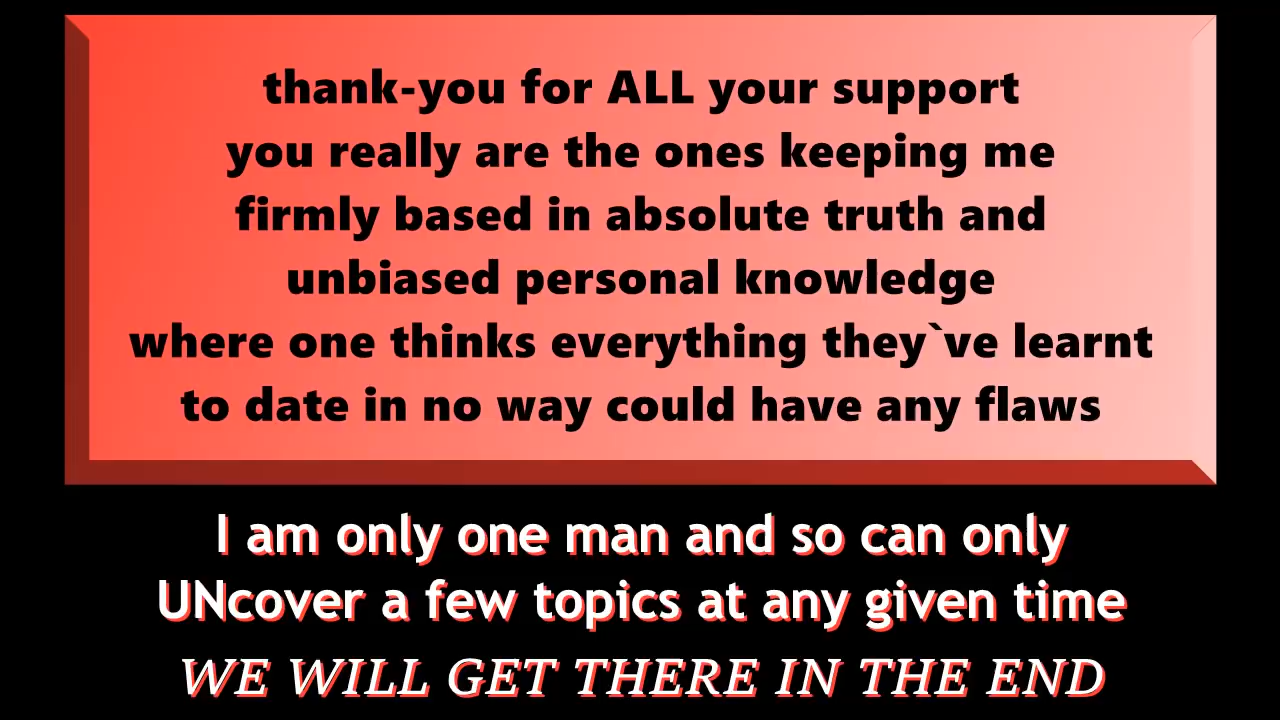 thank-you for ALL your support
you really are the ones keeping me
firmly based in absolute truth and
unbiased personal knowledge
where one thinks everything they`ve learnt
to date in no way could have any flaws
I am only one man and so can only
UNcover a few topics at any given time
WE WILL GET THERE IN THE END